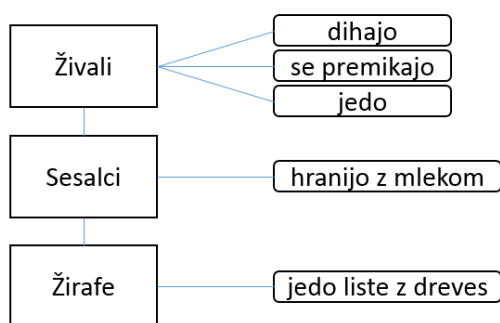 Živali
dihajo
se premikajo
jedo
Sesalci
hranijo z mlekom
Žirafe
jedo liste z dreves